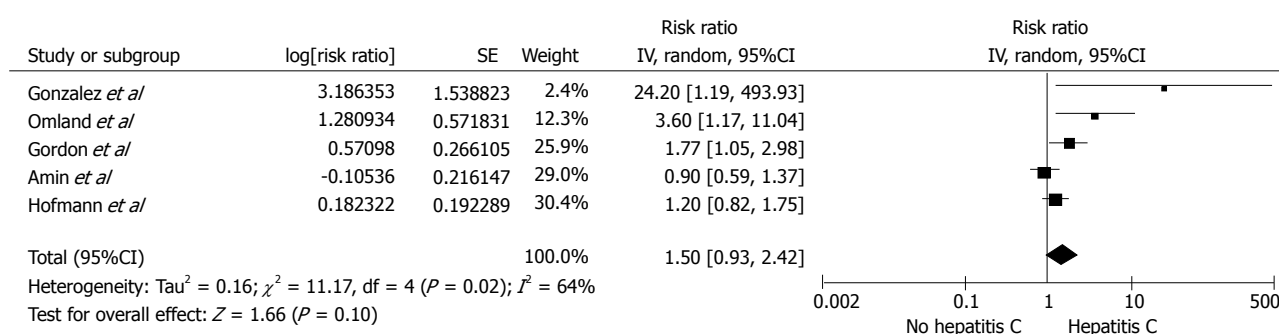 Risk ratio Risk ratio
Study or subgroup log[risk ratio] SE Weight IV, random, 95%CI IV, random, 95%CI
Gonzalez et al 3.186353 1.538823 2.4% 24.20 [1.19, 493.93]
Omland et al 1.280934 0.571831 12.3% 3.60 [1.17, 11.04]
Gordon et al 0.57098 0.266105 25.9% 1.77 [1.05, 2.98]
Amin et al -0.10536 0.216147 29.0% 0.90 [0.59, 1.37]
Hofmann et al 0.182322 0.192289 30.4% 1.20 [0.82, 1.75]
Total (95%CI) 100.0% 1.50 [0.93, 2.42]
Heterogeneity: Tau² = 0.16; χ² = 11.17, df = 4 (P = 0.02); I² = 64%
0.002 0.1 1 10 500
Test for overall effect: Z = 1.66 (P = 0.10)
No hepatitis C Hepatitis C